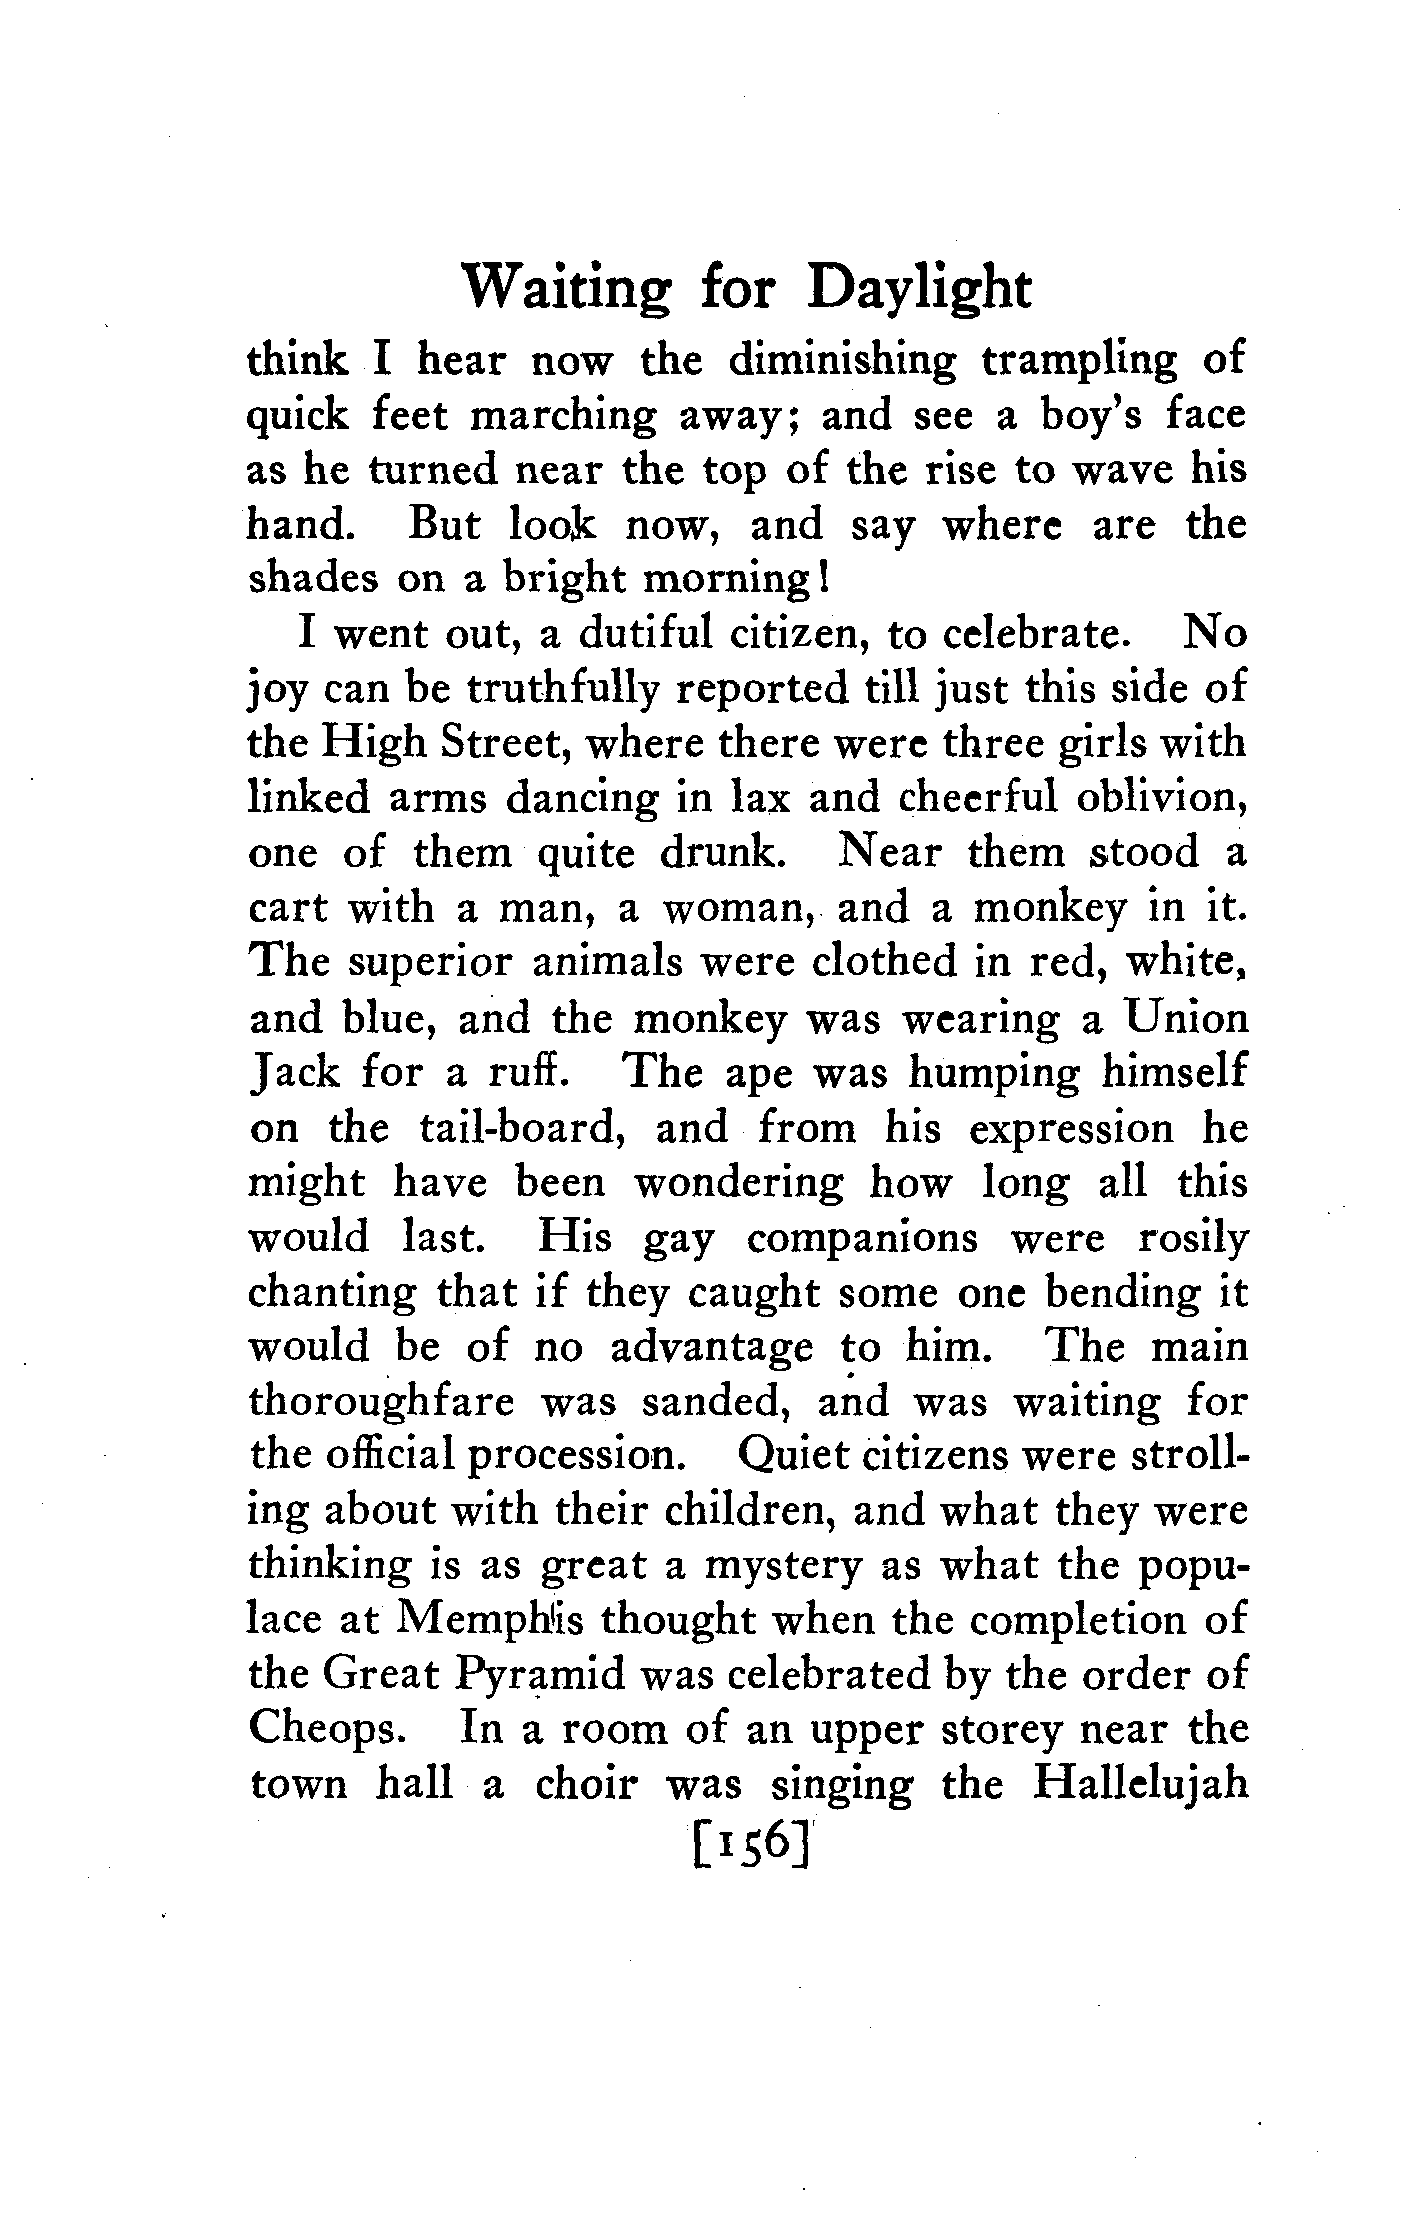 Waiting for Daylight
think I hear now the diminishing trampling of
quick feet marching away; and see a boy's face
as he turned near the top of the rise to wave his
hand. But look now, and say where are the
shades on a bright morning!
I went out, a dutiful citizen, to celebrate. No
joy can be truthfully reported till just this side of
the High Street, where there were three girls with
linked arms dancing in lax and cheerful oblivion,
one of them quite drunk. Near them stood a
cart with a man, a woman, and a monkey in it.
The superior animals were clothed in red, white,
and blue, and the monkey was wearing a Union
Jack for a ruff. The ape was humping himself
on the tail-board, and from his expression he
might have been wondering how long all this
would last. His gay companions were rosily
chanting that if they caught some one bending it
would be of no advantage to him. The main
thoroughfare was sanded, and was waiting for
the official procession. Quiet citizens were stroll-
ing about with their children, and what they were
thinking is as great a mystery as what the popu-
lace at Memphis thought when the completion of
the Great Pyramid was celebrated by the order of
Cheops. In a room of an upper storey near the
town hall a choir was singing the Hallelujah
[156]